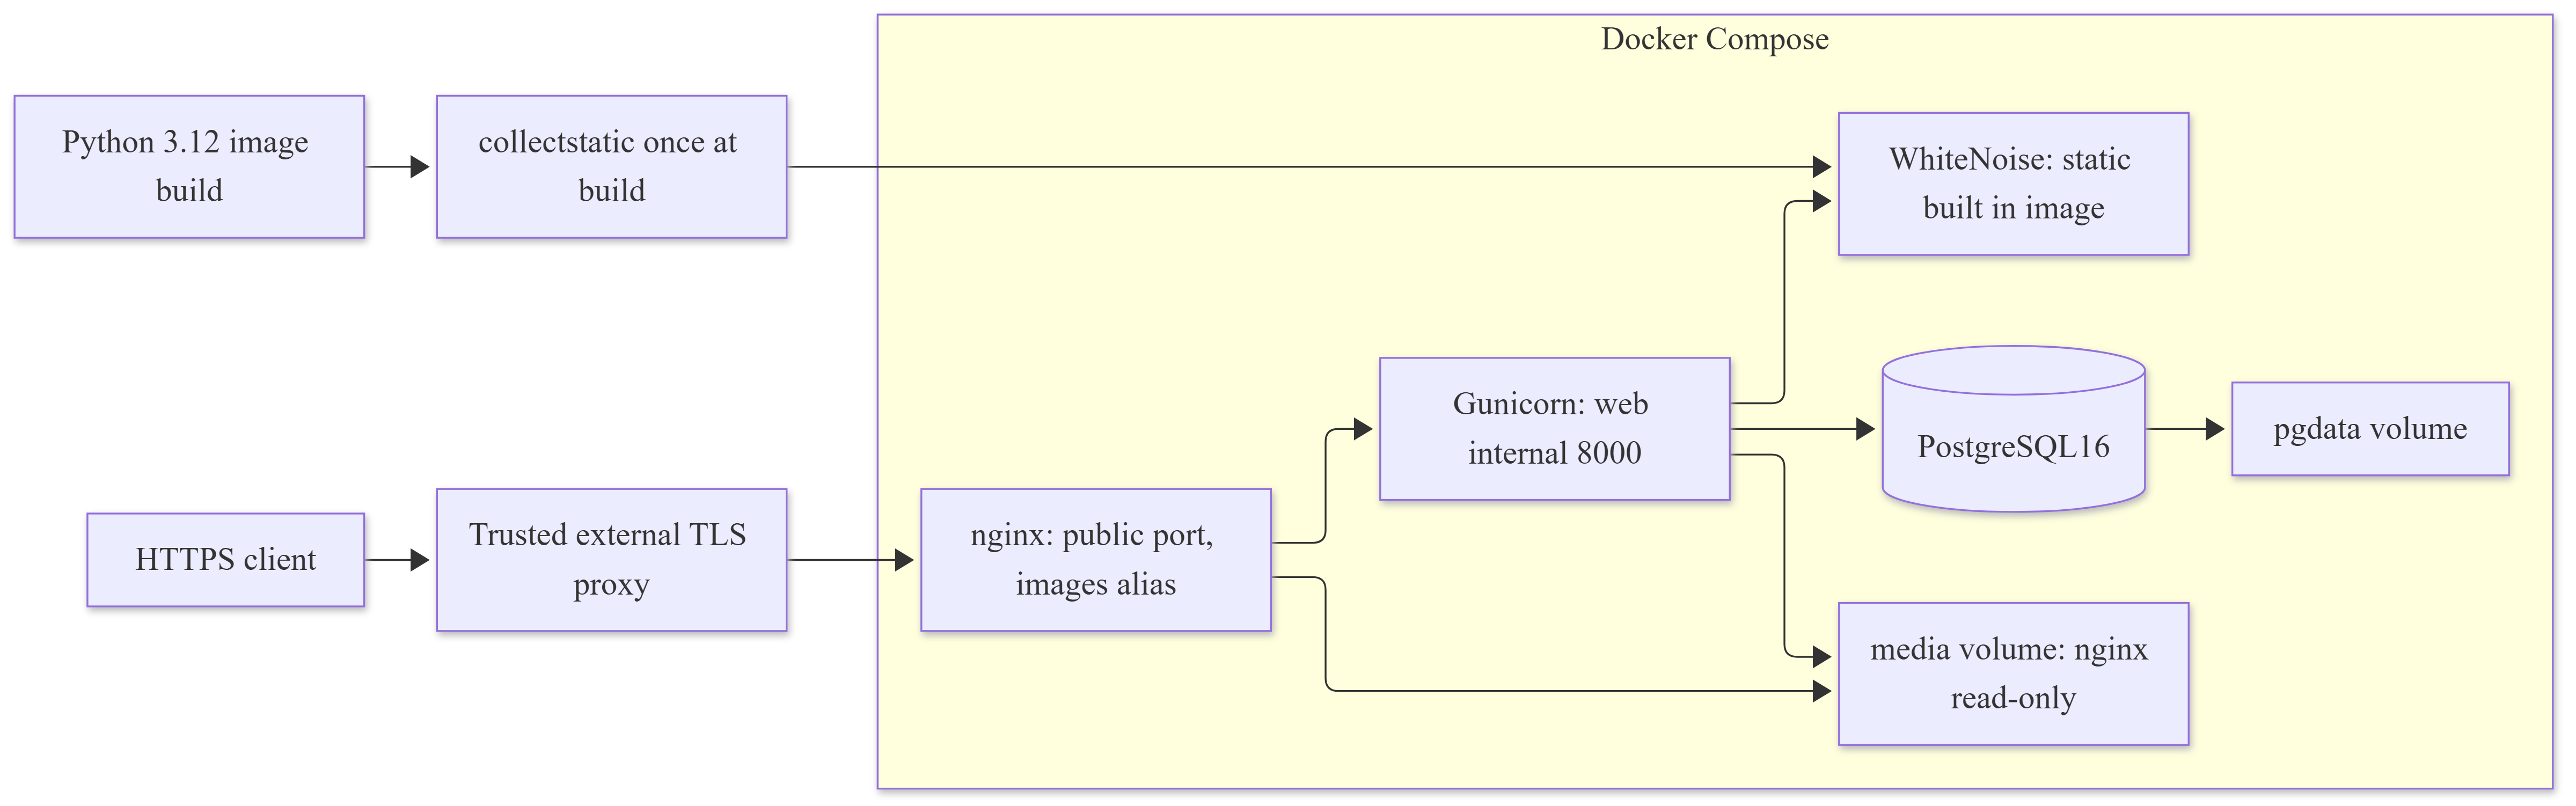 Docker Compose
Python 3.12 image
build
collectstatic once at
build
WhiteNoise: static
built in image
Gunicorn: web
internal 8000
PostgreSQL16
pgdata volume
HTTPS client
Trusted external TLS
proxy
nginx: public port,
images alias
media volume: nginx
read-only